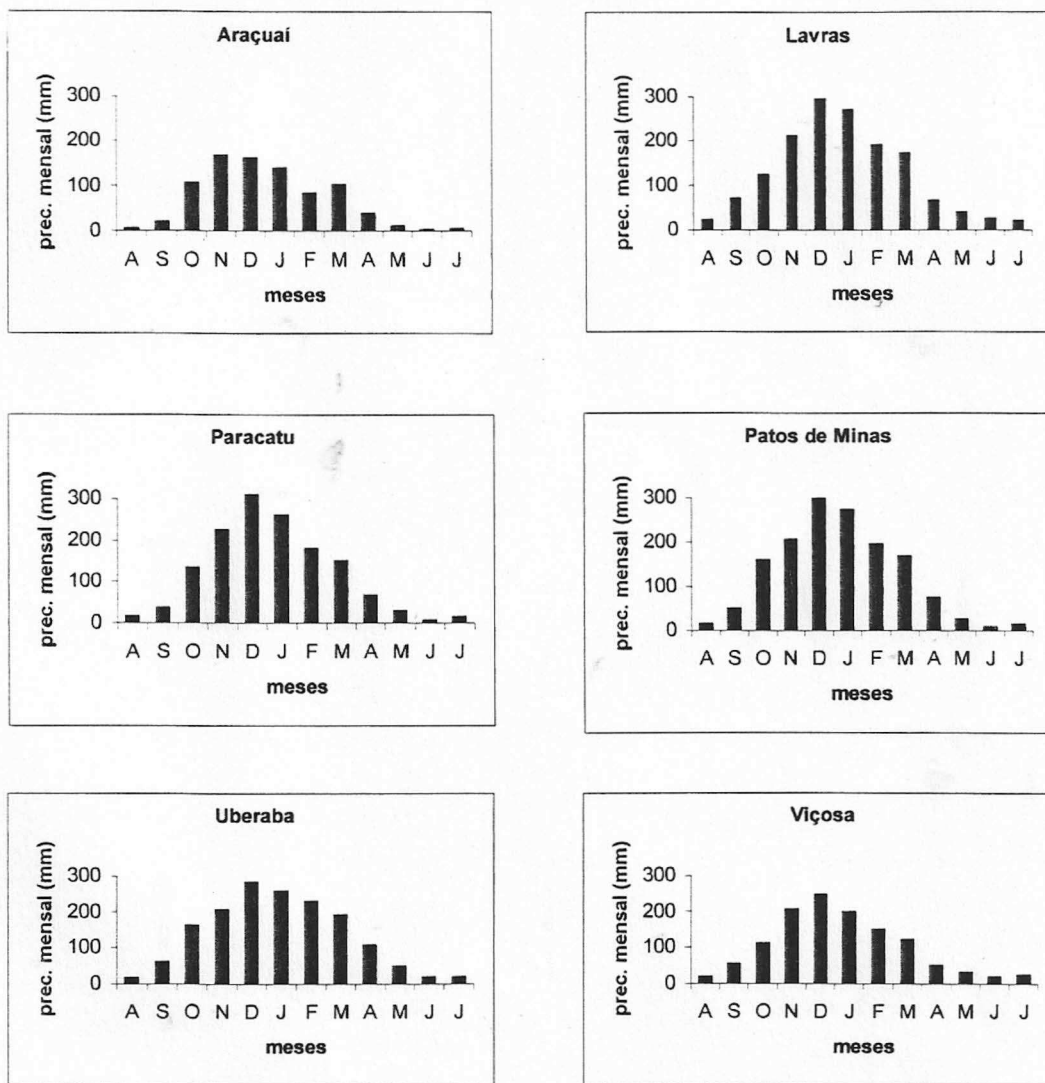 Araçuaí
prec. mensal (mm)
300
200
100
0
A S O N D J F M A M J J
meses
Lavras
prec. mensal (mm)
300
200
100
0
A S O N D J F M A M J J
meses
Paracatu
prec. mensal (mm)
300
200
100
0
A S O N D J F M A M J J
meses
Patos de Minas
prec. mensal (mm)
300
200
100
0
A S O N D J F M A M J J
meses
Uberaba
prec. mensal (mm)
300
200
100
0
A S O N D J F M A M J J
meses
Viçosa
prec. mensal (mm)
300
200
100
0
A S O N D J F M A M J J
meses